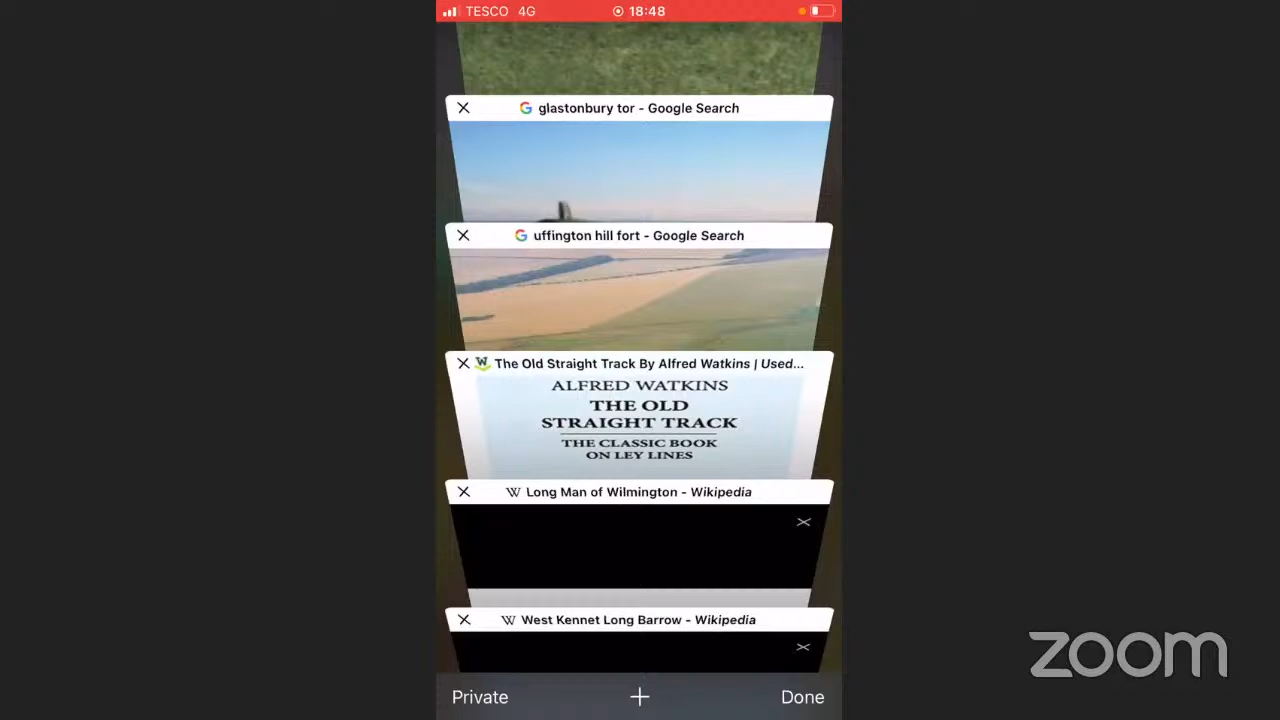 TESCO 4G 18:48
glastonbury tor - Google Search
uffington hill fort - Google Search
The Old Straight Track By Alfred Watkins | Used...
ALFRED WATKINS
THE OLD
STRAIGHT TRACK
THE CLASSIC BOOK
ON LEY LINES
W Long Man of Wilmington - Wikipedia
W West Kennet Long Barrow - Wikipedia
Private + Done
zoom